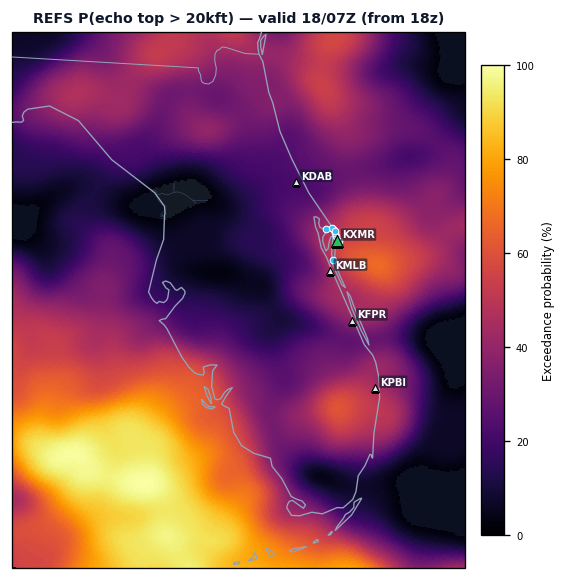 REFS P(echo top > 20kft) — valid 18/07Z (from 18z)
KDAB
KXMR
KMLB
KFPR
KPBI
100
80
60
40
20
0
Exceedance probability (%)